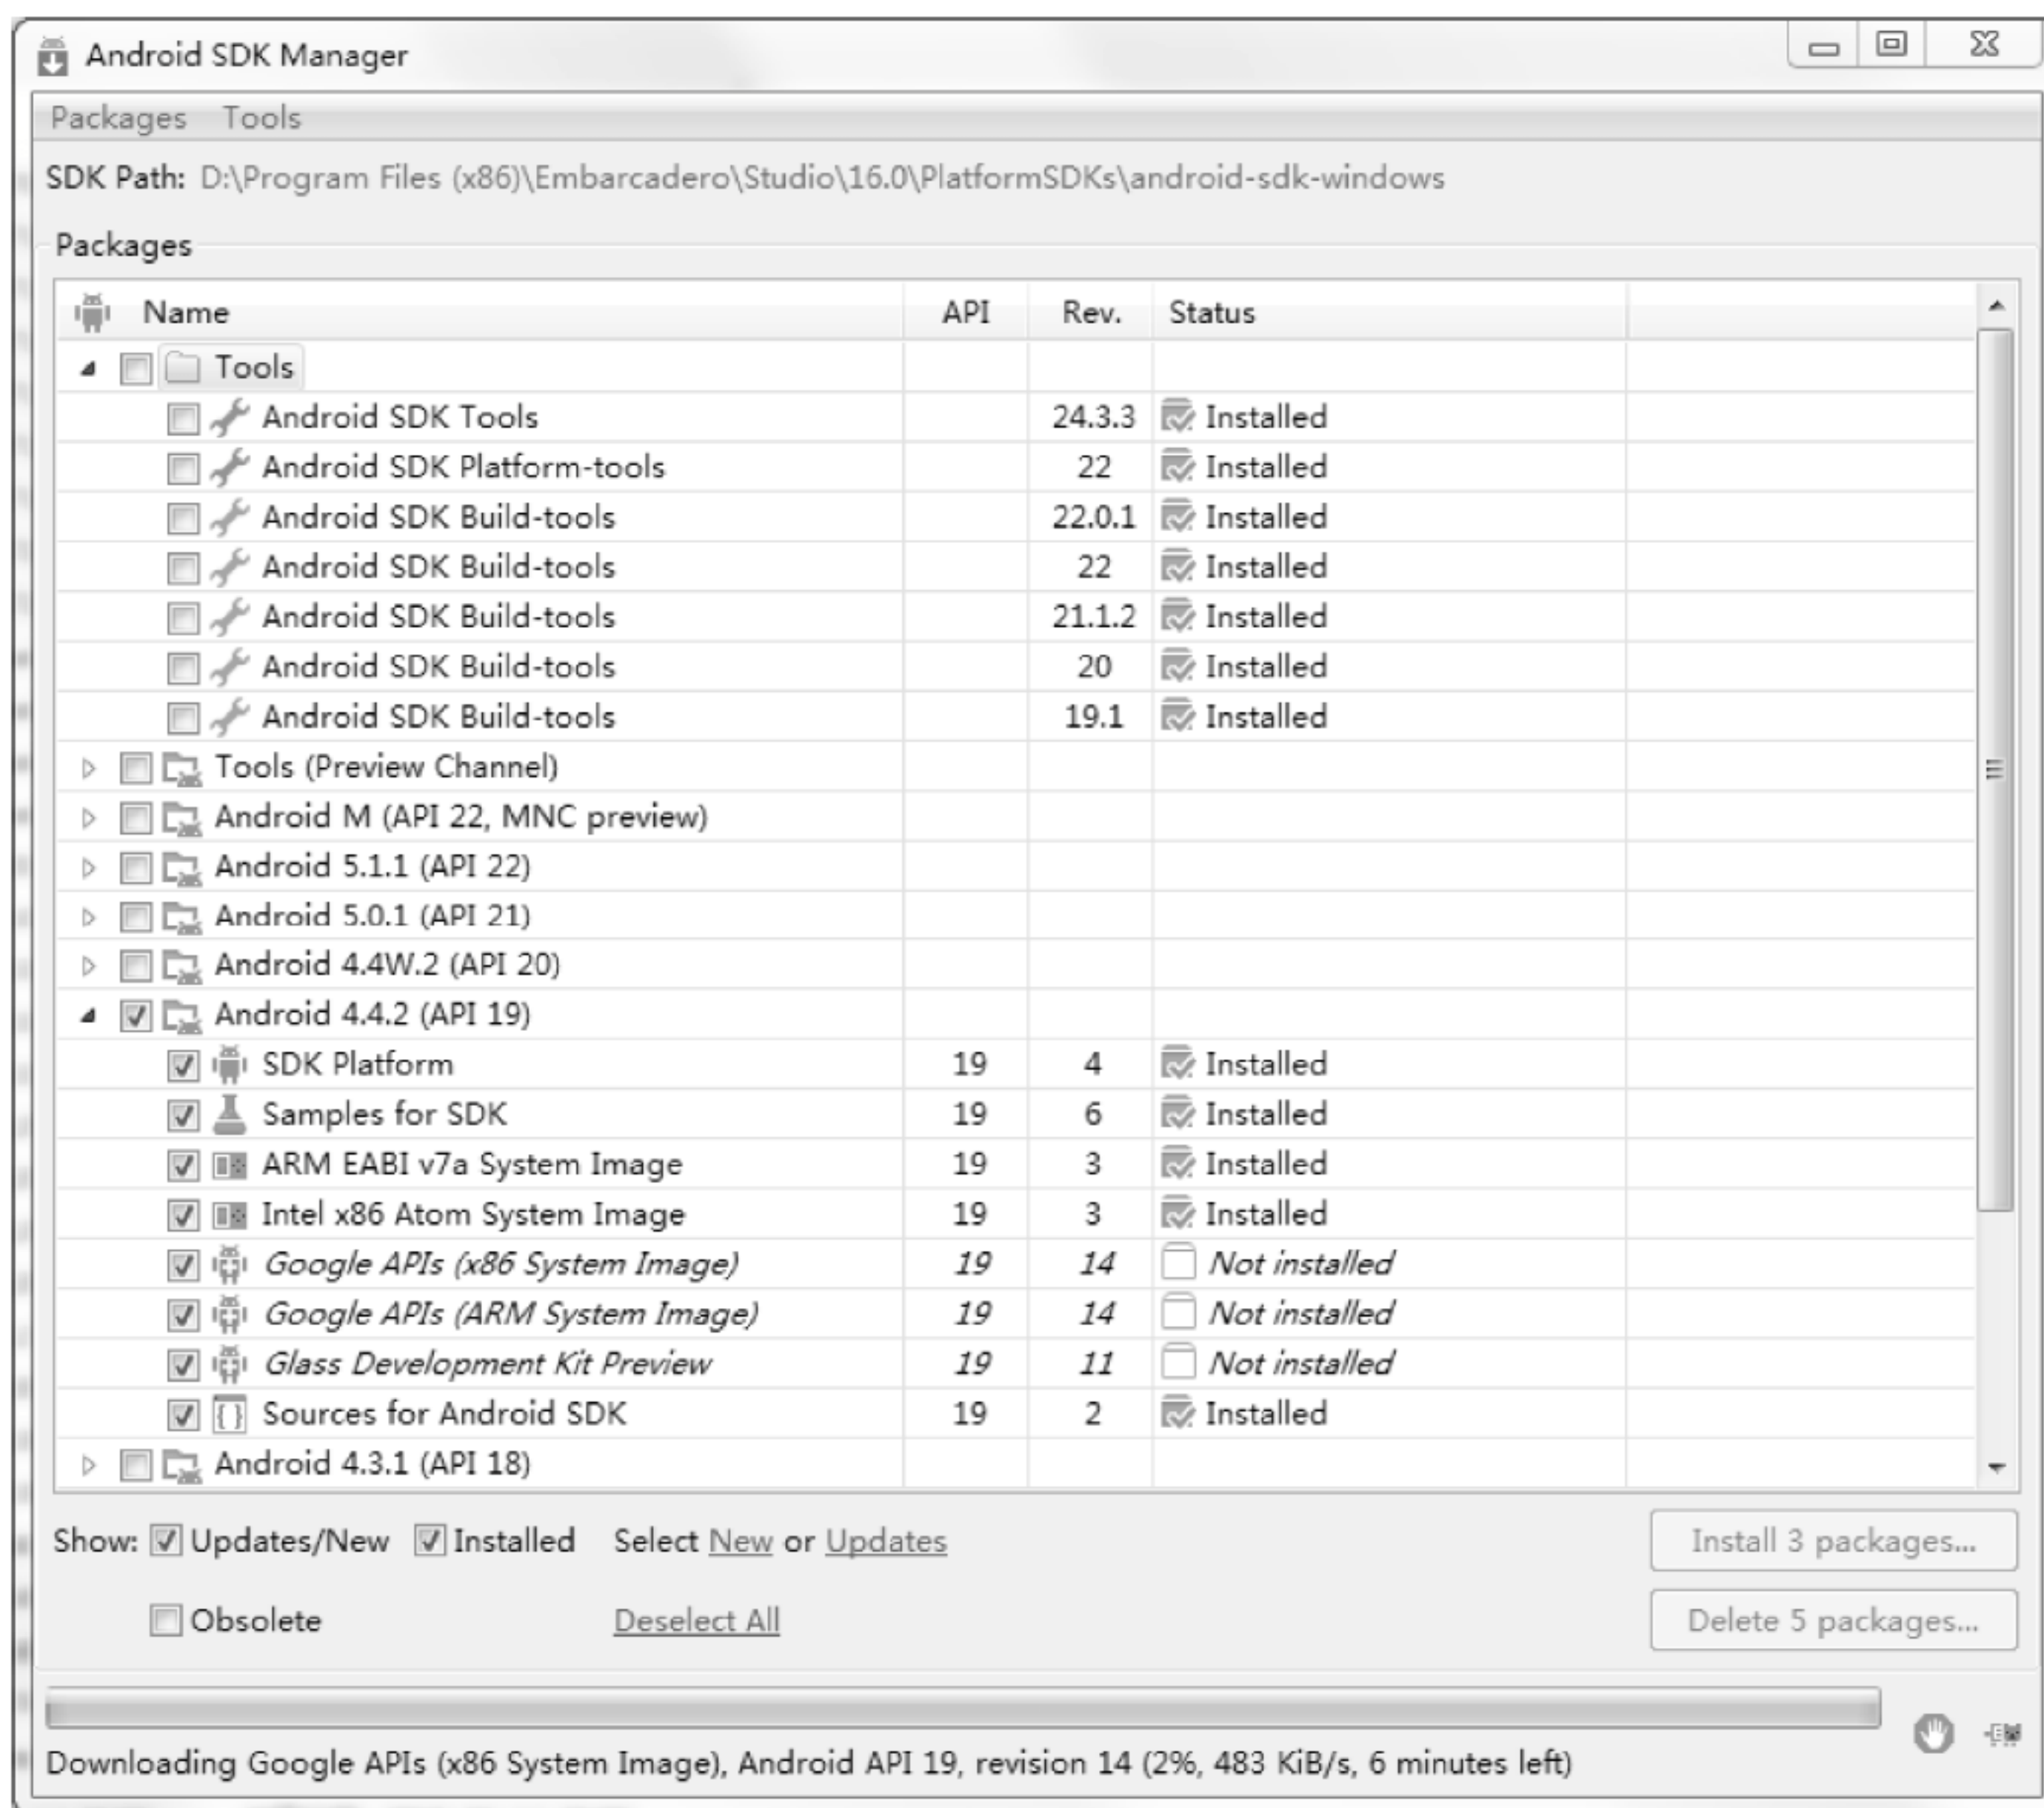 Android SDK Manager
Packages Tools
SDK Path: D:\Program Files (x86)\Embarcadero\Studio\16.0\PlatformSDKs\android-sdk-windows
Packages
Name API Rev. Status
Tools
Android SDK Tools 24.3.3 Installed
Android SDK Platform-tools 22 Installed
Android SDK Build-tools 22.0.1 Installed
Android SDK Build-tools 22 Installed
Android SDK Build-tools 21.1.2 Installed
Android SDK Build-tools 20 Installed
Android SDK Build-tools 19.1 Installed
Tools (Preview Channel)
Android M (API 22, MNC preview)
Android 5.1.1 (API 22)
Android 5.0.1 (API 21)
Android 4.4W.2 (API 20)
Android 4.4.2 (API 19)
SDK Platform 19 4 Installed
Samples for SDK 19 6 Installed
ARM EABI v7a System Image 19 3 Installed
Intel x86 Atom System Image 19 3 Installed
Google APIs (x86 System Image) 19 14 Not installed
Google APIs (ARM System Image) 19 14 Not installed
Glass Development Kit Preview 19 11 Not installed
Sources for Android SDK 19 2 Installed
Android 4.3.1 (API 18)
Show: Updates/New Installed Select New or Updates Install 3 packages...
Obsolete Deselect All Delete 5 packages...
Downloading Google APIs (x86 System Image), Android API 19, revision 14 (2%, 483 KiB/s, 6 minutes left)